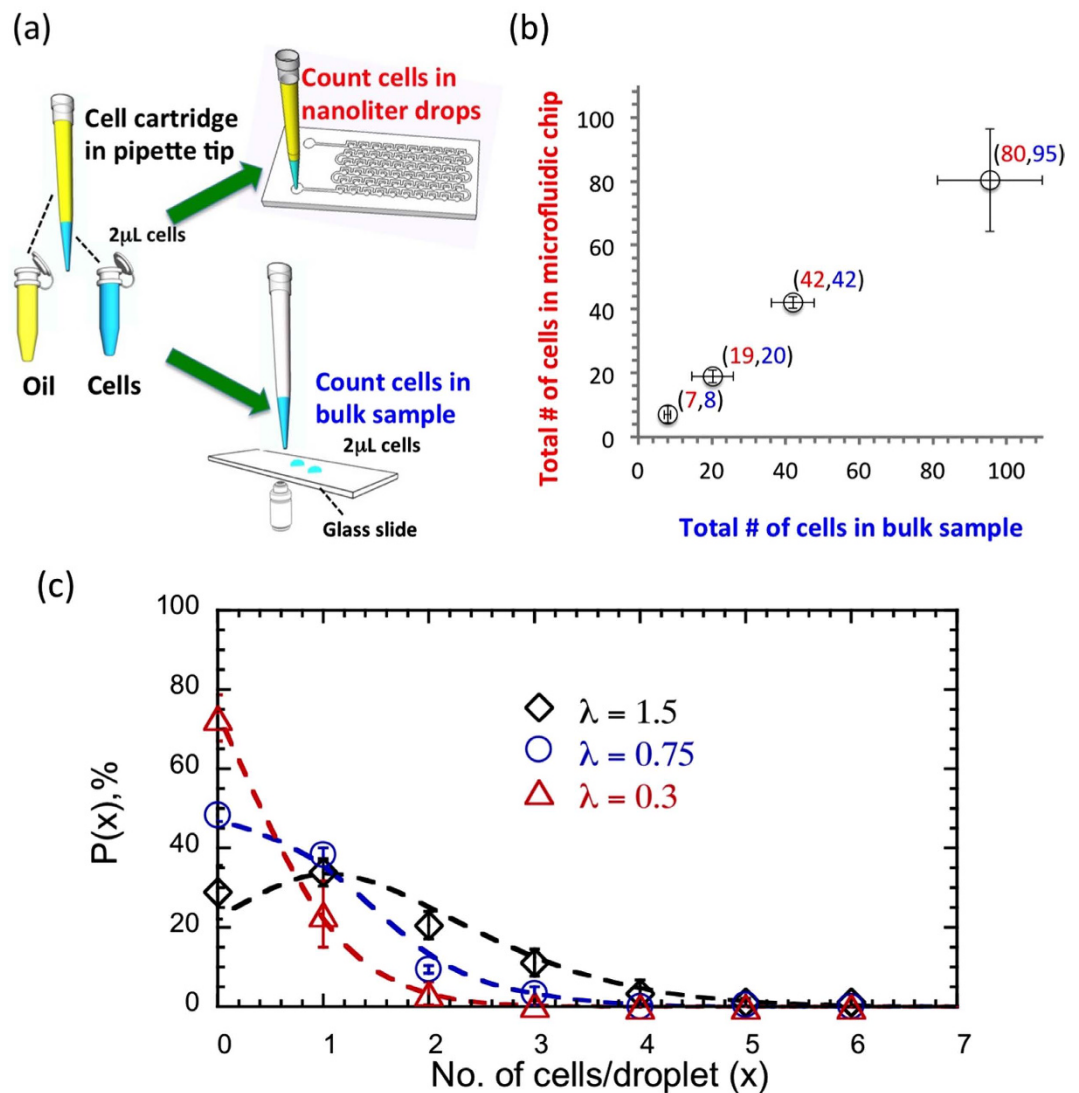 (a)
Cell cartridge
in pipette tip
2μL cells
Oil
Cells
Count cells in
nanoliter drops
Count cells in
bulk sample
2μL cells
Glass slide
(b)
Total # of cells in microfluidic chip
100
80
60
40
20
0
(80,95)
(42,42)
(19,20)
(7,8)
0 20 40 60 80 100
Total # of cells in bulk sample
(c)
P(x),%
100
80
60
40
20
0
λ = 1.5
λ = 0.75
λ = 0.3
0 1 2 3 4 5 6 7
No. of cells/droplet (x)